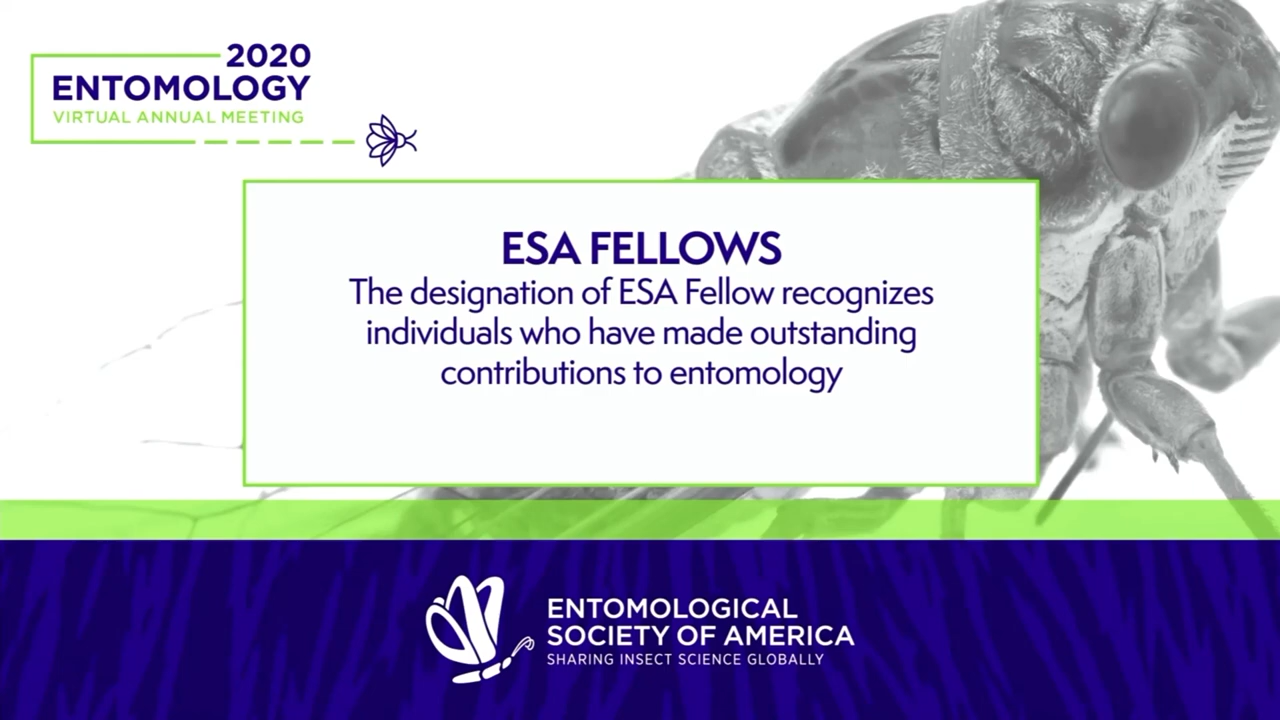 2020
ENTOMOLOGY
VIRTUAL ANNUAL MEETING
ESA FELLOWS
The designation of ESA Fellow recognizes
individuals who have made outstanding
contributions to entomology
ENTOMOLOGICAL
SOCIETY OF AMERICA
SHARING INSECT SCIENCE GLOBALLY